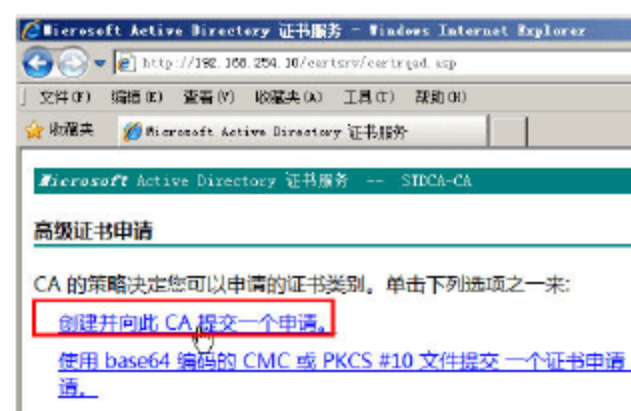 Microsoft Active Directory 证书服务 - Windows Internet Explorer
http://192.168.254.10/certsrv/certrqad.asp
文件(F) 编辑(E) 查看(V) 收藏夹(A) 工具(T) 帮助(H)
收藏夹 Microsoft Active Directory 证书服务
Microsoft Active Directory 证书服务 -- STDCA-CA
高级证书申请
CA 的策略决定您可以申请的证书类别。单击下列选项之一来:
创建并向此 CA 提交一个申请。
使用 base64 编码的 CMC 或 PKCS #10 文件提交 一个证书申请
请。